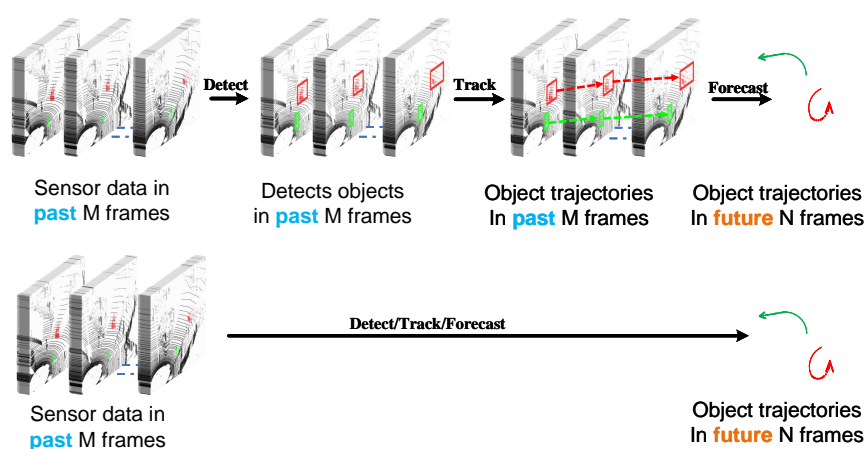 Detect
Track
Forecast
Sensor data in
past M frames
Detects objects
in past M frames
Object trajectories
In past M frames
Object trajectories
In future N frames
Detect/Track/Forecast
Sensor data in
past M frames
Object trajectories
In future N frames